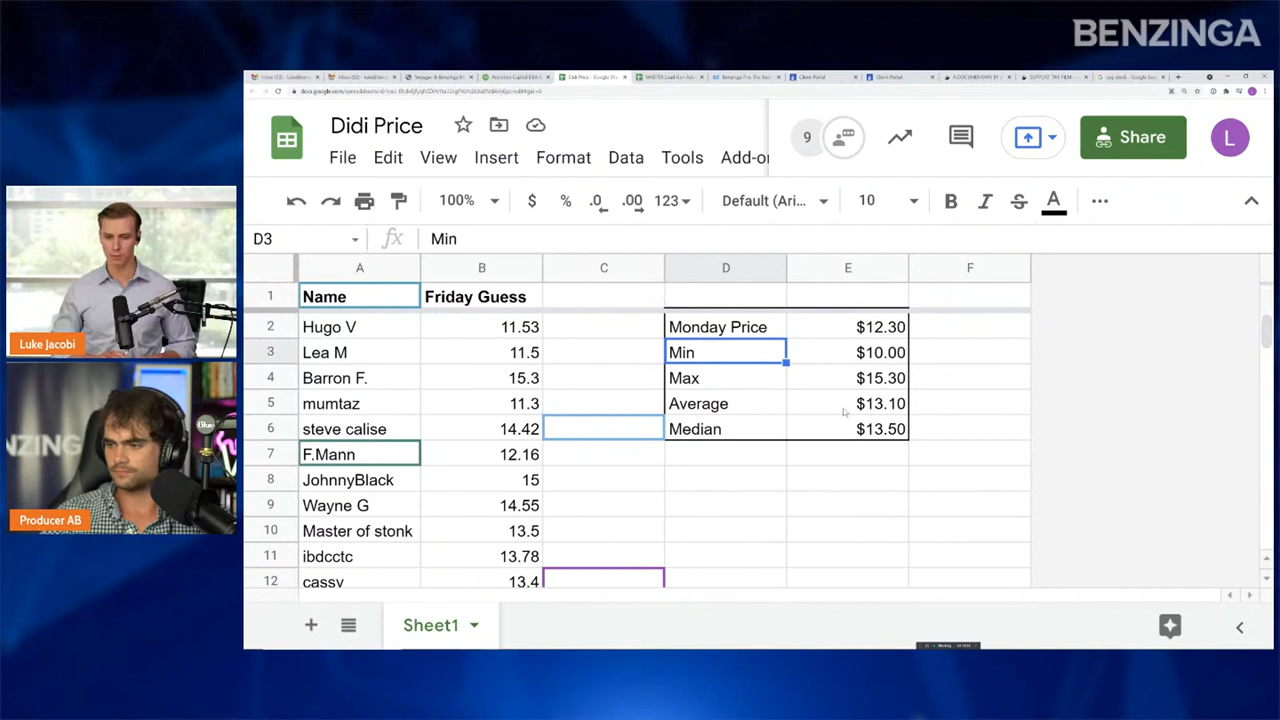 BENZINGA
Didi Price
File Edit View Insert Format Data Tools Add-o
9
Share
L
100% $ % .0 .00 123 Default (Ari... 10 B I S A
D3 fx Min
A B C D E F
1 Name Friday Guess
2 Hugo V 11.53 Monday Price $12.30
3 Lea M 11.5 Min $10.00
4 Barron F. 15.3 Max $15.30
5 mumtaz 11.3 Average $13.10
6 steve calise 14.42 Median $13.50
7 F.Mann 12.16
8 JohnnyBlack 15
9 Wayne G 14.55
10 Master of stonk 13.5
11 ibdcctc 13.78
12 cassy 13.4
Sheet1
Luke Jacobi
Blue
NZING
Producer AB